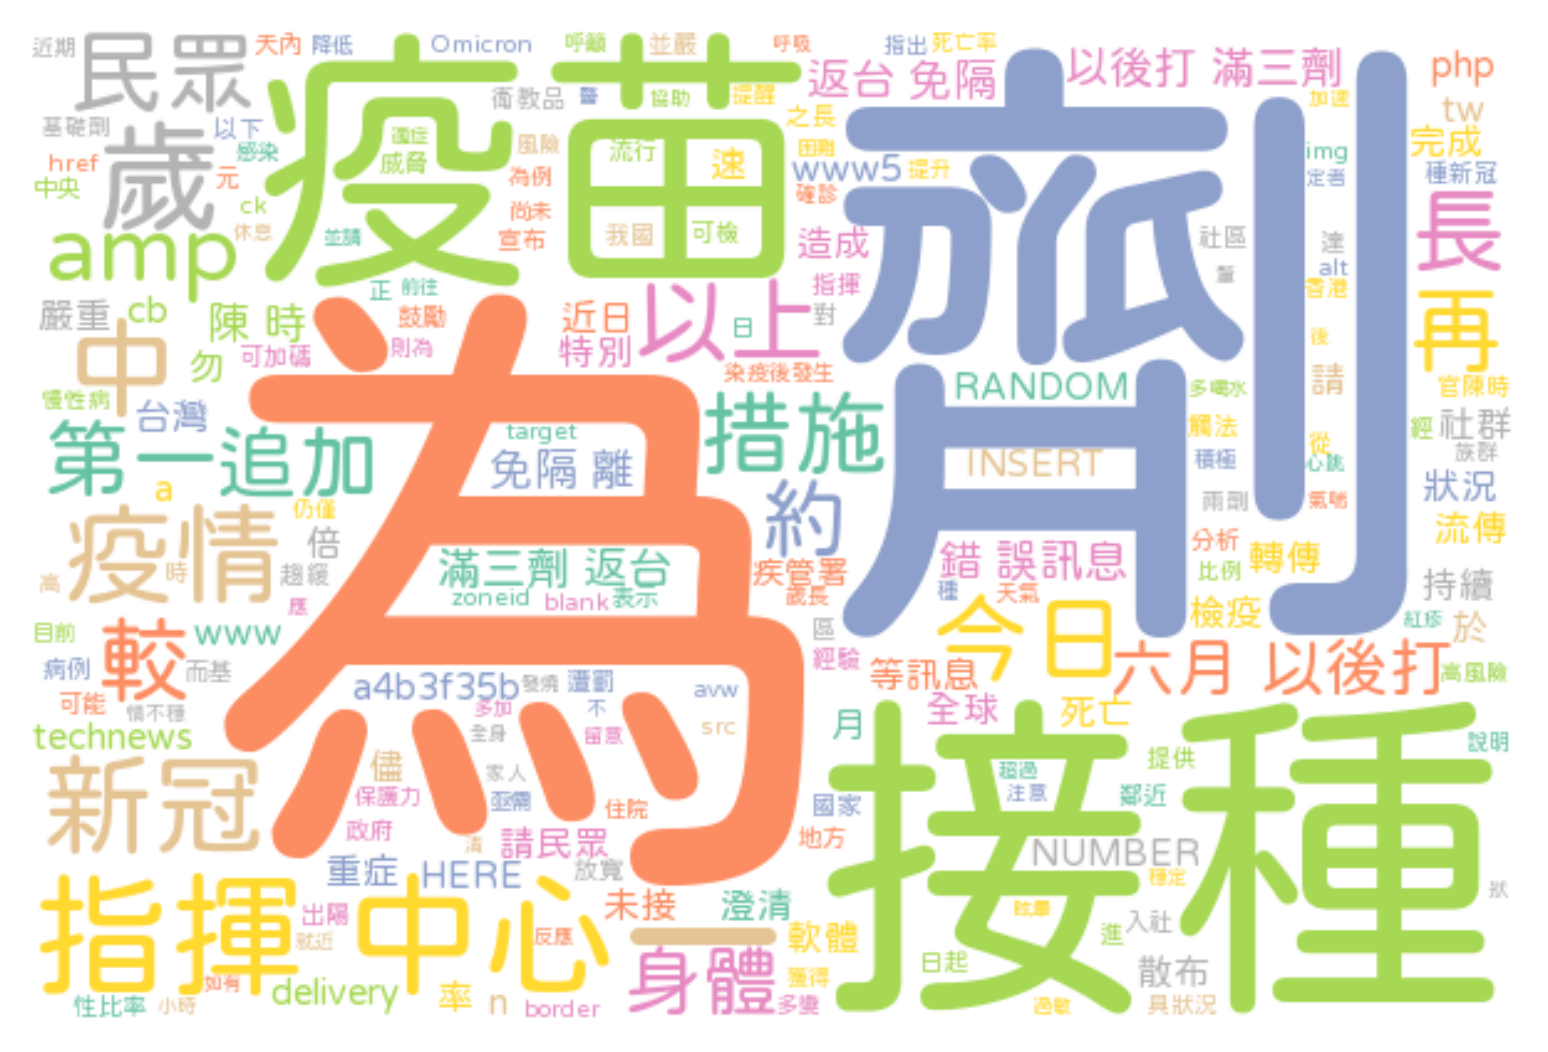 近期
民眾
天內
降低
Omicron
呼籲
並嚴
呼吸
指出
死亡率
以後打 滿三劑
php
疫苗
劑
返台 免隔
衛教品
協助
提醒
加速
tw
基礎劑
以下
歲
之長
完成
感染
適症
威脅
風險
流行
速
困難
www5
提升
img
定者
種新冠
href
中央
元
為例
確診
ck
休息
尚未
宣布
我國
可檢
長
amp
並請
造成
社區
達
alt
香港
正
前往
指揮
再
嚴重
cb
陳 時
鼓勵
近日
以上
日
對
後
中
勿
可加碼
則為
特別
染疫後發生
請
官陳時
慢性病
台灣
為
措施
RANDOM
多喝水
第一追加
target
觸法
從
經
社群
免隔 離
INSERT
積極
心跳
族群
a
約
兩劑
氣喘
狀況
疫情
仍僅
倍
分析
流傳
滿三劑 返台
疾管署
錯 誤訊息
轉傳
高
時
趨緩
比例
持續
zoneid
blank
表示
歲長
種
天氣
應
今日
檢疫
紅疹
於
目前
較
www
區
經驗
六月 以後打
高風險
病例
而基
等訊息
a4b3f35b
發燒
遭罰
avw
可能
情不穩
多加
不
全球
死亡
technews
全身
留意
src
月
接種
說明
新冠
儘
家人
超過
提供
保護力
亟需
住院
國家
注意
鄰近
政府
請民眾
地方
NUMBER
重症
HERE
放寬
穩定
狀
指揮中心
出陽
未接
澄清
眩暈
入社
就近
反應
一
軟體
進
身體
日起
散布
如有
獲得
delivery
率
n
border
多變
過敏
具狀況
性比率
小時